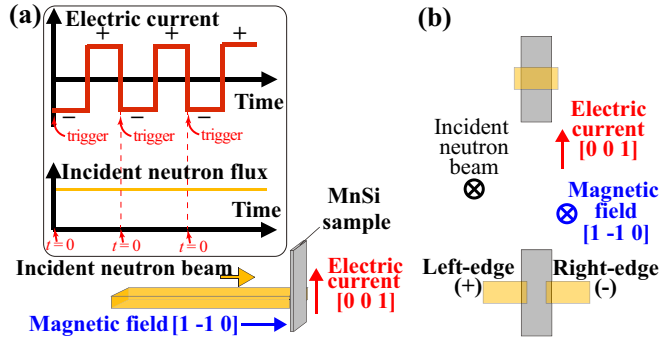 (a)
Electric current
+ + +
Time
− − −
trigger trigger trigger
Incident neutron flux
Time
t=0 t=0 t=0
MnSi
sample
Incident neutron beam
Electric
current
[0 0 1]
Magnetic field [1 -1 0]
(b)
Electric
current
[0 0 1]
Incident
neutron
beam
Magnetic
field
[1 -1 0]
Left-edge
(+)
Right-edge
(-)